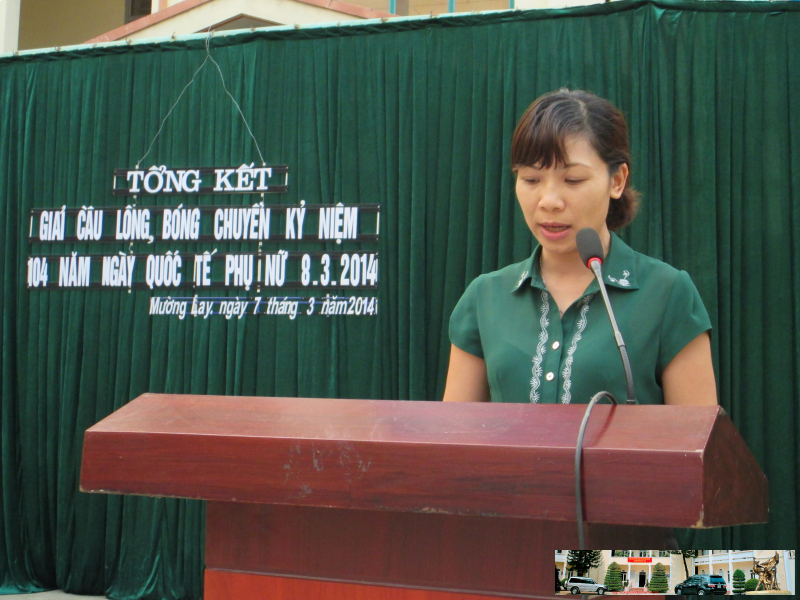 TỔNG KẾT
GIẢI CẦU LÔNG, BÓNG CHUYỀN KỶ NIỆM
104 NĂM NGÀY QUỐC TẾ PHỤ NỮ 8.3.2014
Mường Lay, ngày 7 tháng 3 năm 2014